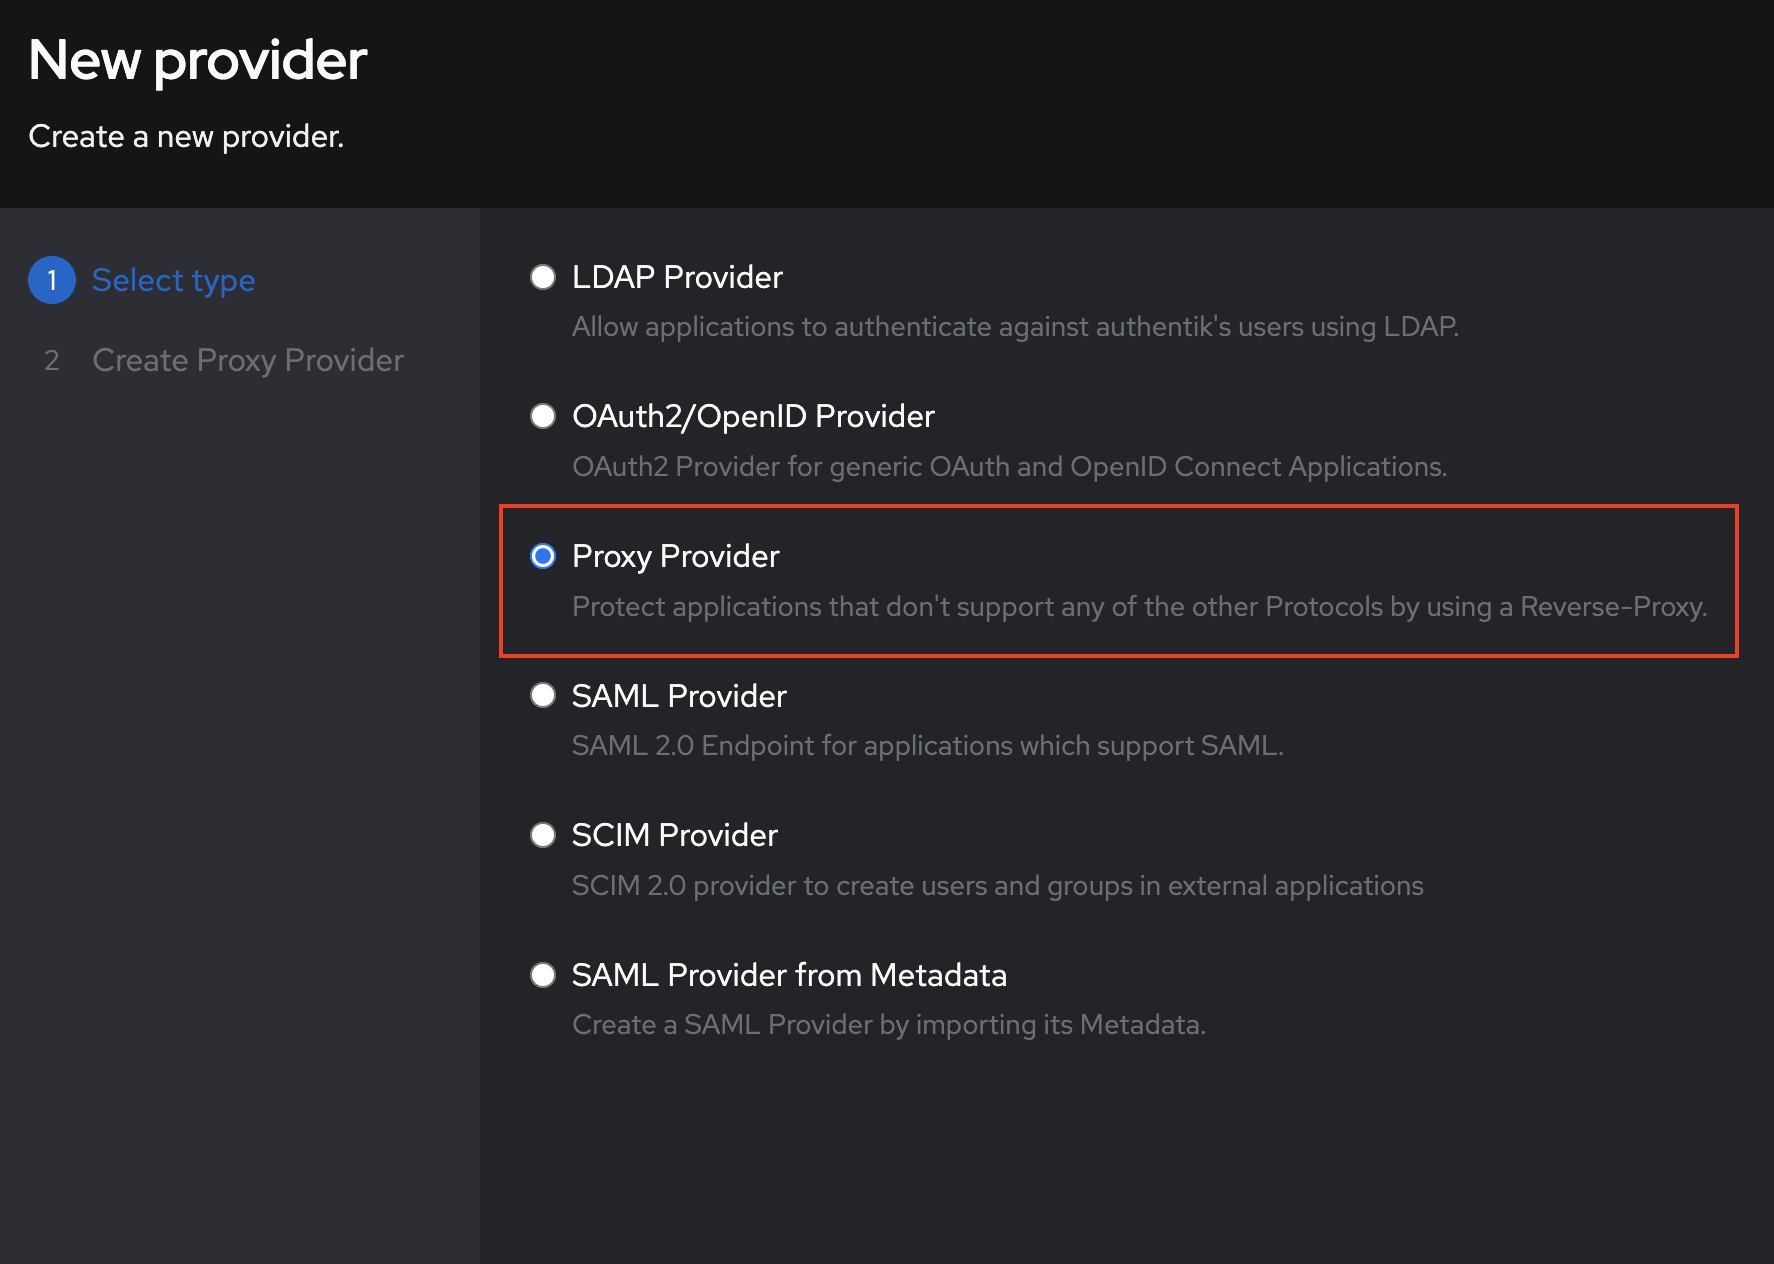 New provider
Create a new provider.
1 Select type
2 Create Proxy Provider
LDAP Provider
Allow applications to authenticate against authentik's users using LDAP.
OAuth2/OpenID Provider
OAuth2 Provider for generic OAuth and OpenID Connect Applications.
Proxy Provider
Protect applications that don't support any of the other Protocols by using a Reverse-Proxy.
SAML Provider
SAML 2.0 Endpoint for applications which support SAML.
SCIM Provider
SCIM 2.0 provider to create users and groups in external applications
SAML Provider from Metadata
Create a SAML Provider by importing its Metadata.